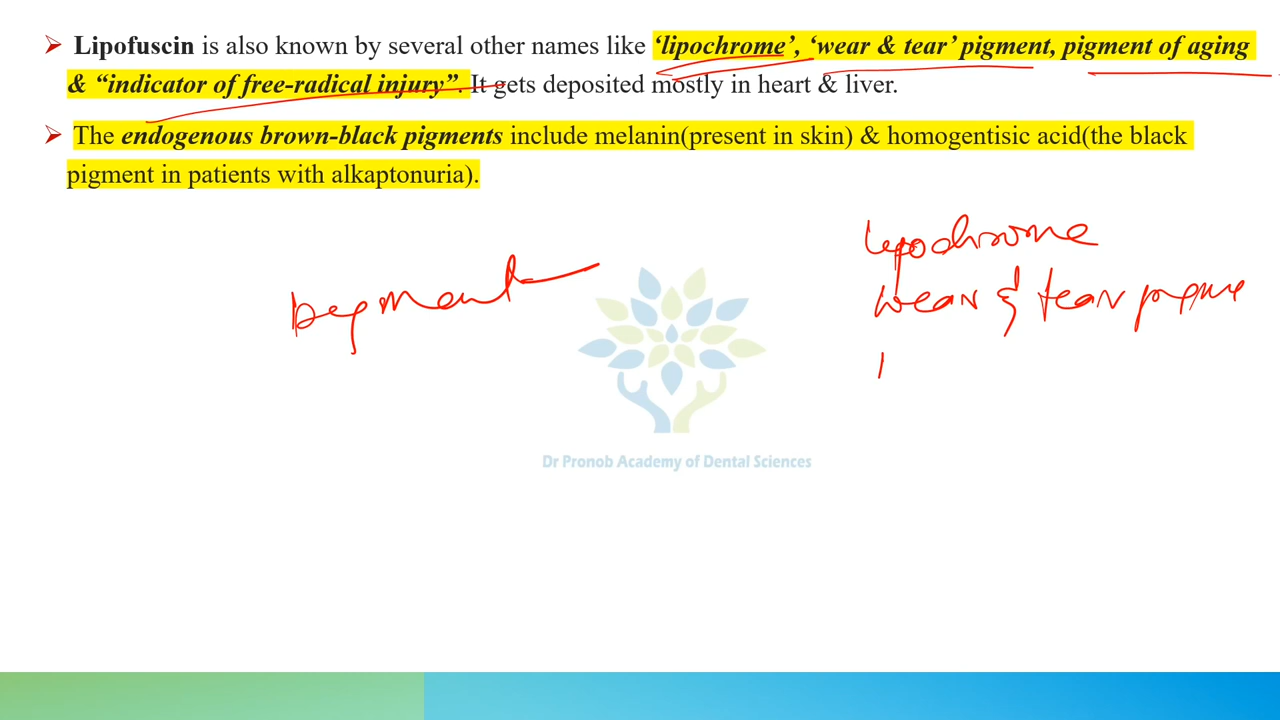 ➤ Lipofuscin is also known by several other names like ‘lipochrome’, ‘wear & tear’ pigment, pigment of aging
& “indicator of free-radical injury”. It gets deposited mostly in heart & liver.
➤ The endogenous brown-black pigments include melanin(present in skin) & homogentisic acid(the black
pigment in patients with alkaptonuria).
lipochrome
Pigment
wear & tear pigme
Dr Pronob Academy of Dental Sciences